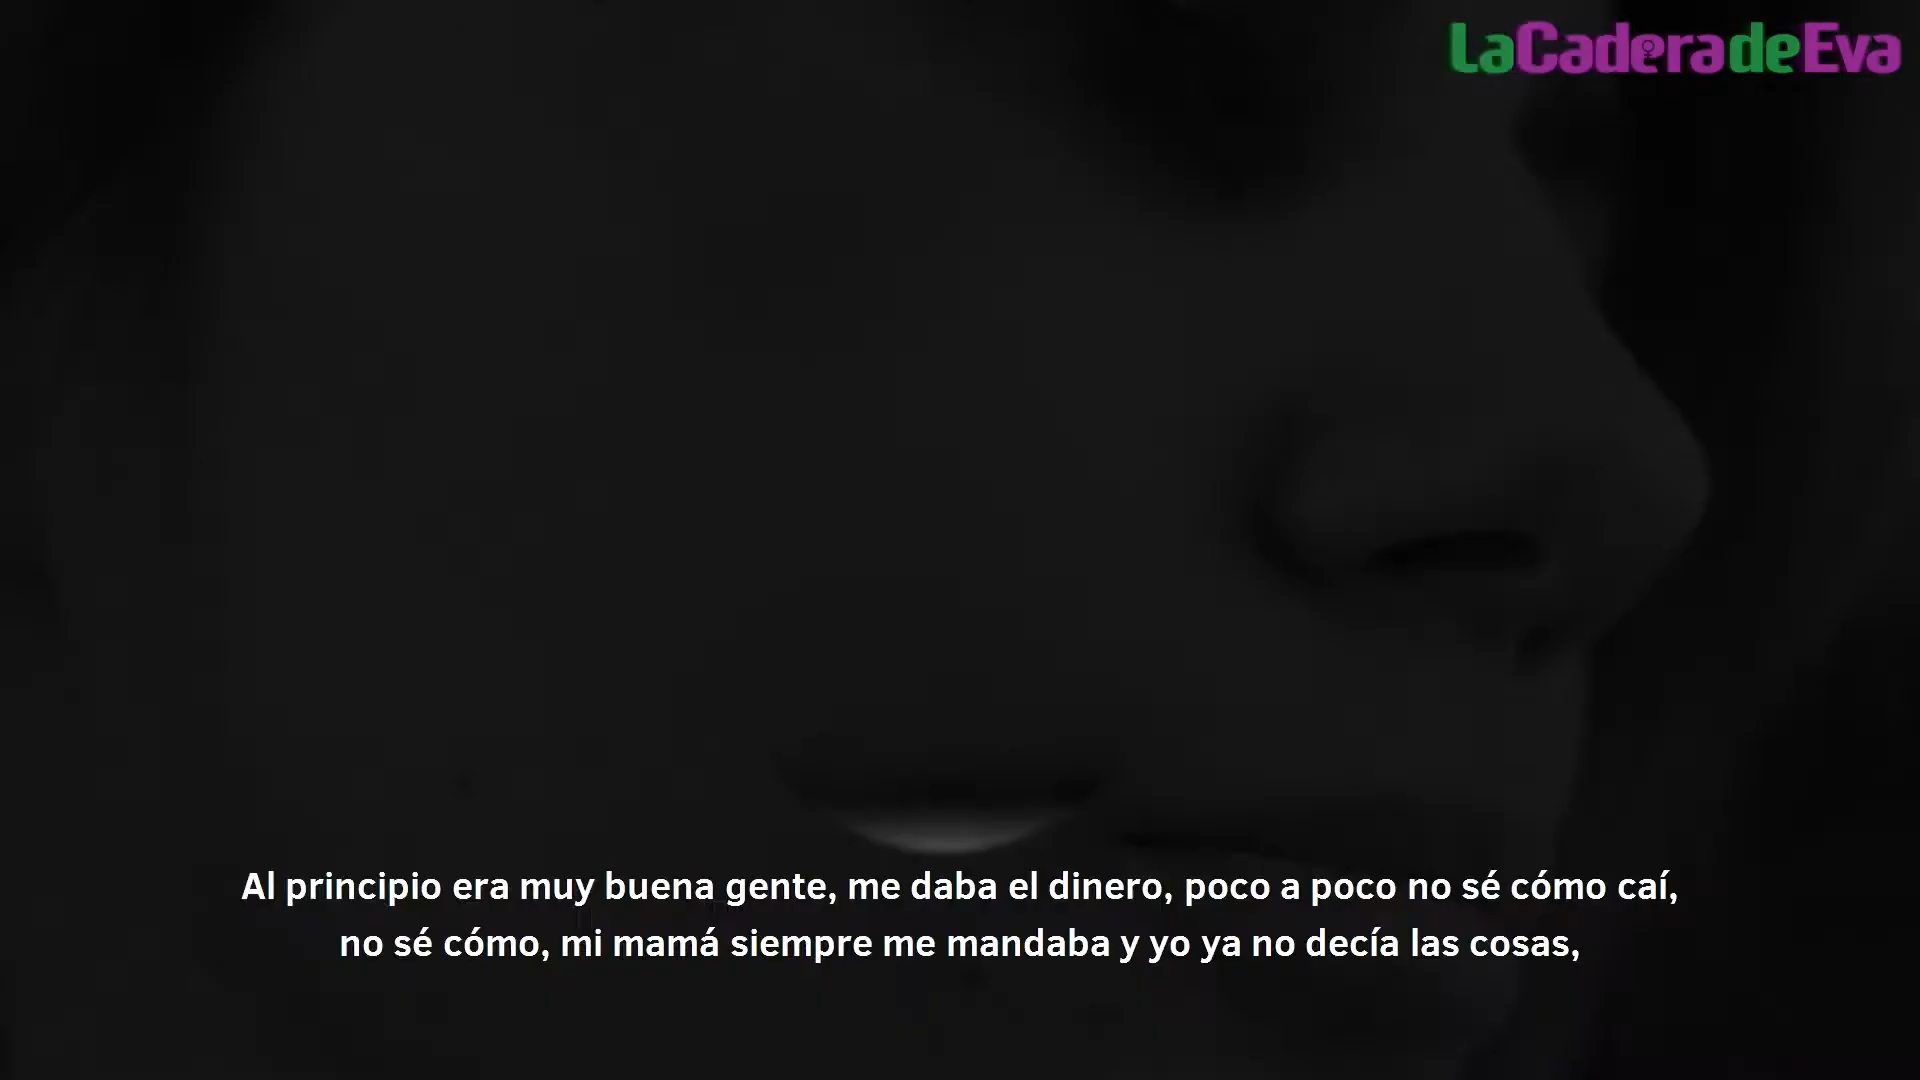 LaCaderadeEva
Al principio era muy buena gente, me daba el dinero, poco a poco no sé cómo caí,
no sé cómo, mi mamá siempre me mandaba y yo ya no decía las cosas,